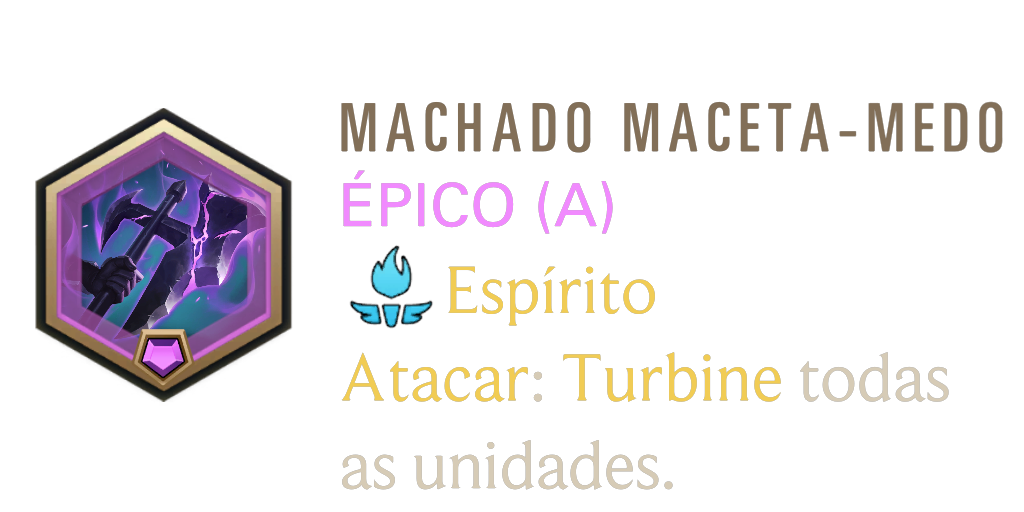 MACHADO MACETA-MEDO
ÉPICO (A)
Espírito
Atacar: Turbine todas
as unidades.